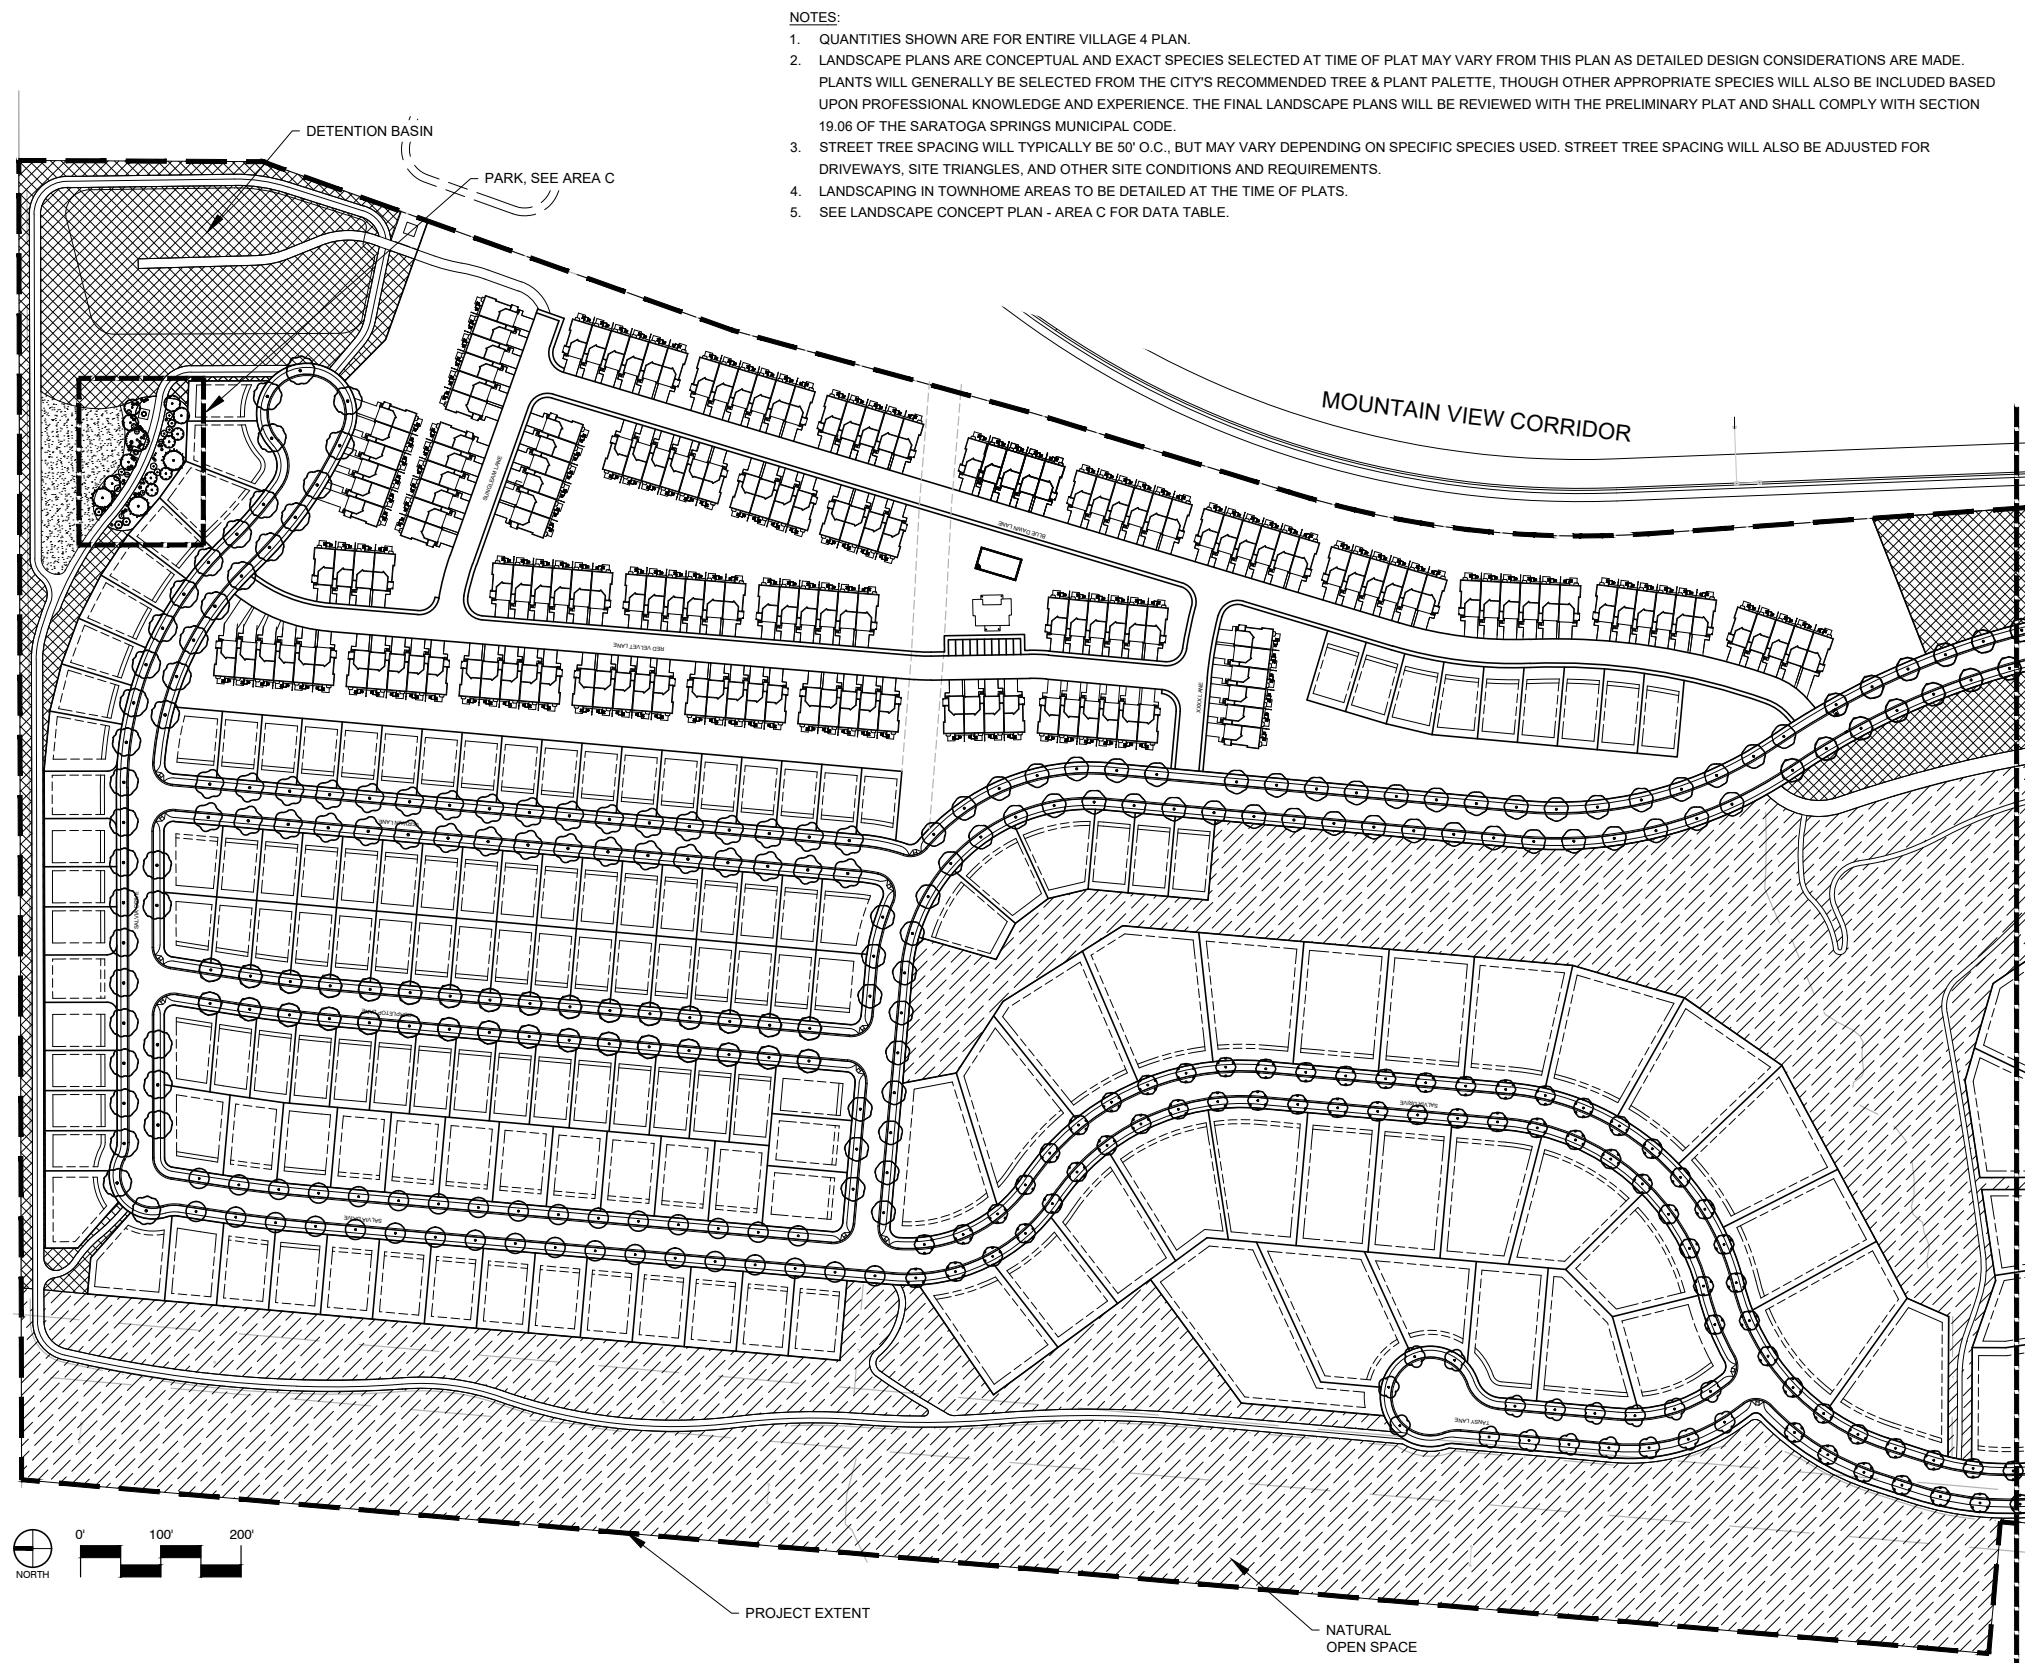 NOTES:
1. QUANTITIES SHOWN ARE FOR ENTIRE VILLAGE 4 PLAN.
2. LANDSCAPE PLANS ARE CONCEPTUAL AND EXACT SPECIES SELECTED AT TIME OF PLAT MAY VARY FROM THIS PLAN AS DETAILED DESIGN CONSIDERATIONS ARE MADE.
PLANTS WILL GENERALLY BE SELECTED FROM THE CITY'S RECOMMENDED TREE & PLANT PALETTE, THOUGH OTHER APPROPRIATE SPECIES WILL ALSO BE INCLUDED BASED
UPON PROFESSIONAL KNOWLEDGE AND EXPERIENCE. THE FINAL LANDSCAPE PLANS WILL BE REVIEWED WITH THE PRELIMINARY PLAT AND SHALL COMPLY WITH SECTION
19.06 OF THE SARATOGA SPRINGS MUNICIPAL CODE.
3. STREET TREE SPACING WILL TYPICALLY BE 50' O.C., BUT MAY VARY DEPENDING ON SPECIFIC SPECIES USED. STREET TREE SPACING WILL ALSO BE ADJUSTED FOR
DRIVEWAYS, SITE TRIANGLES, AND OTHER SITE CONDITIONS AND REQUIREMENTS.
4. LANDSCAPING IN TOWNHOME AREAS TO BE DETAILED AT THE TIME OF PLATS.
5. SEE LANDSCAPE CONCEPT PLAN - AREA C FOR DATA TABLE.
DETENTION BASIN
PARK, SEE AREA C
MOUNTAIN VIEW CORRIDOR
SUNGLEAM LANE
BLUE DAWN LANE
RED VELVET LANE
XXXX LANE
SALVIA DRIVE
SALVIA DRIVE
TANSY LANE
NORTH
0' 100' 200'
PROJECT EXTENT
NATURAL
OPEN SPACE